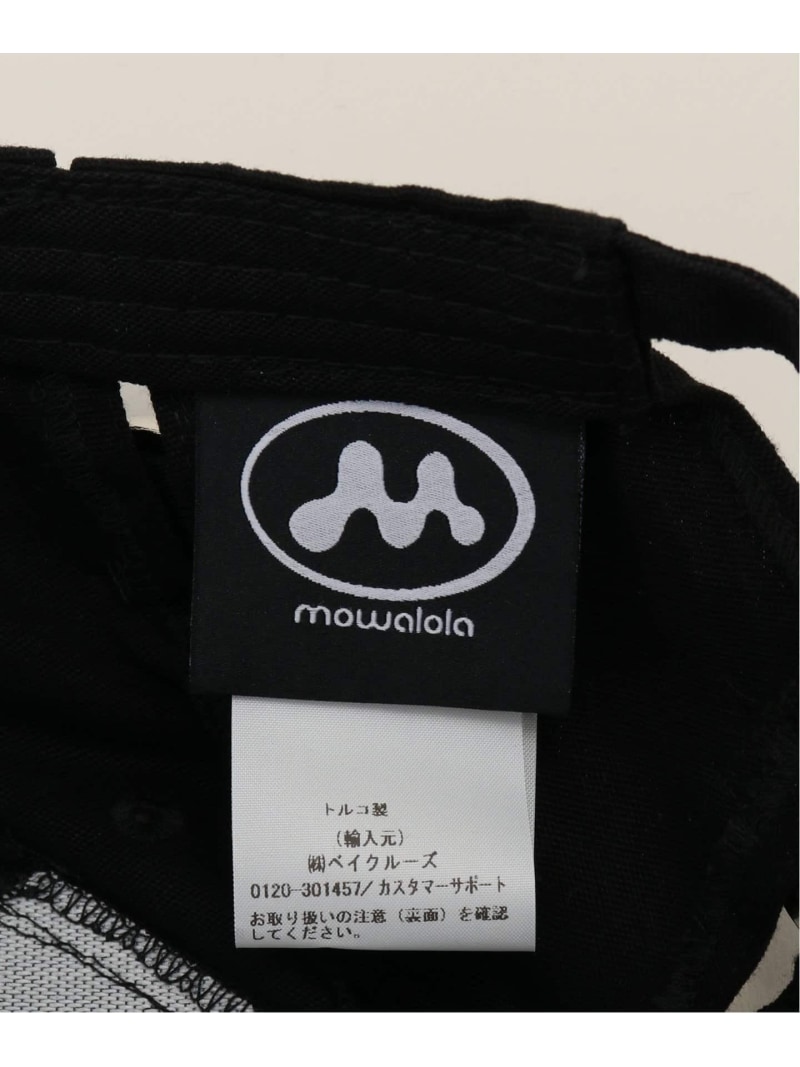 mowalola
トルコ製
（輸入元）
㈱ベイクルーズ
0120-301457/カスタマーサポート
お取り扱いの注意（裏面）を確認
してください。